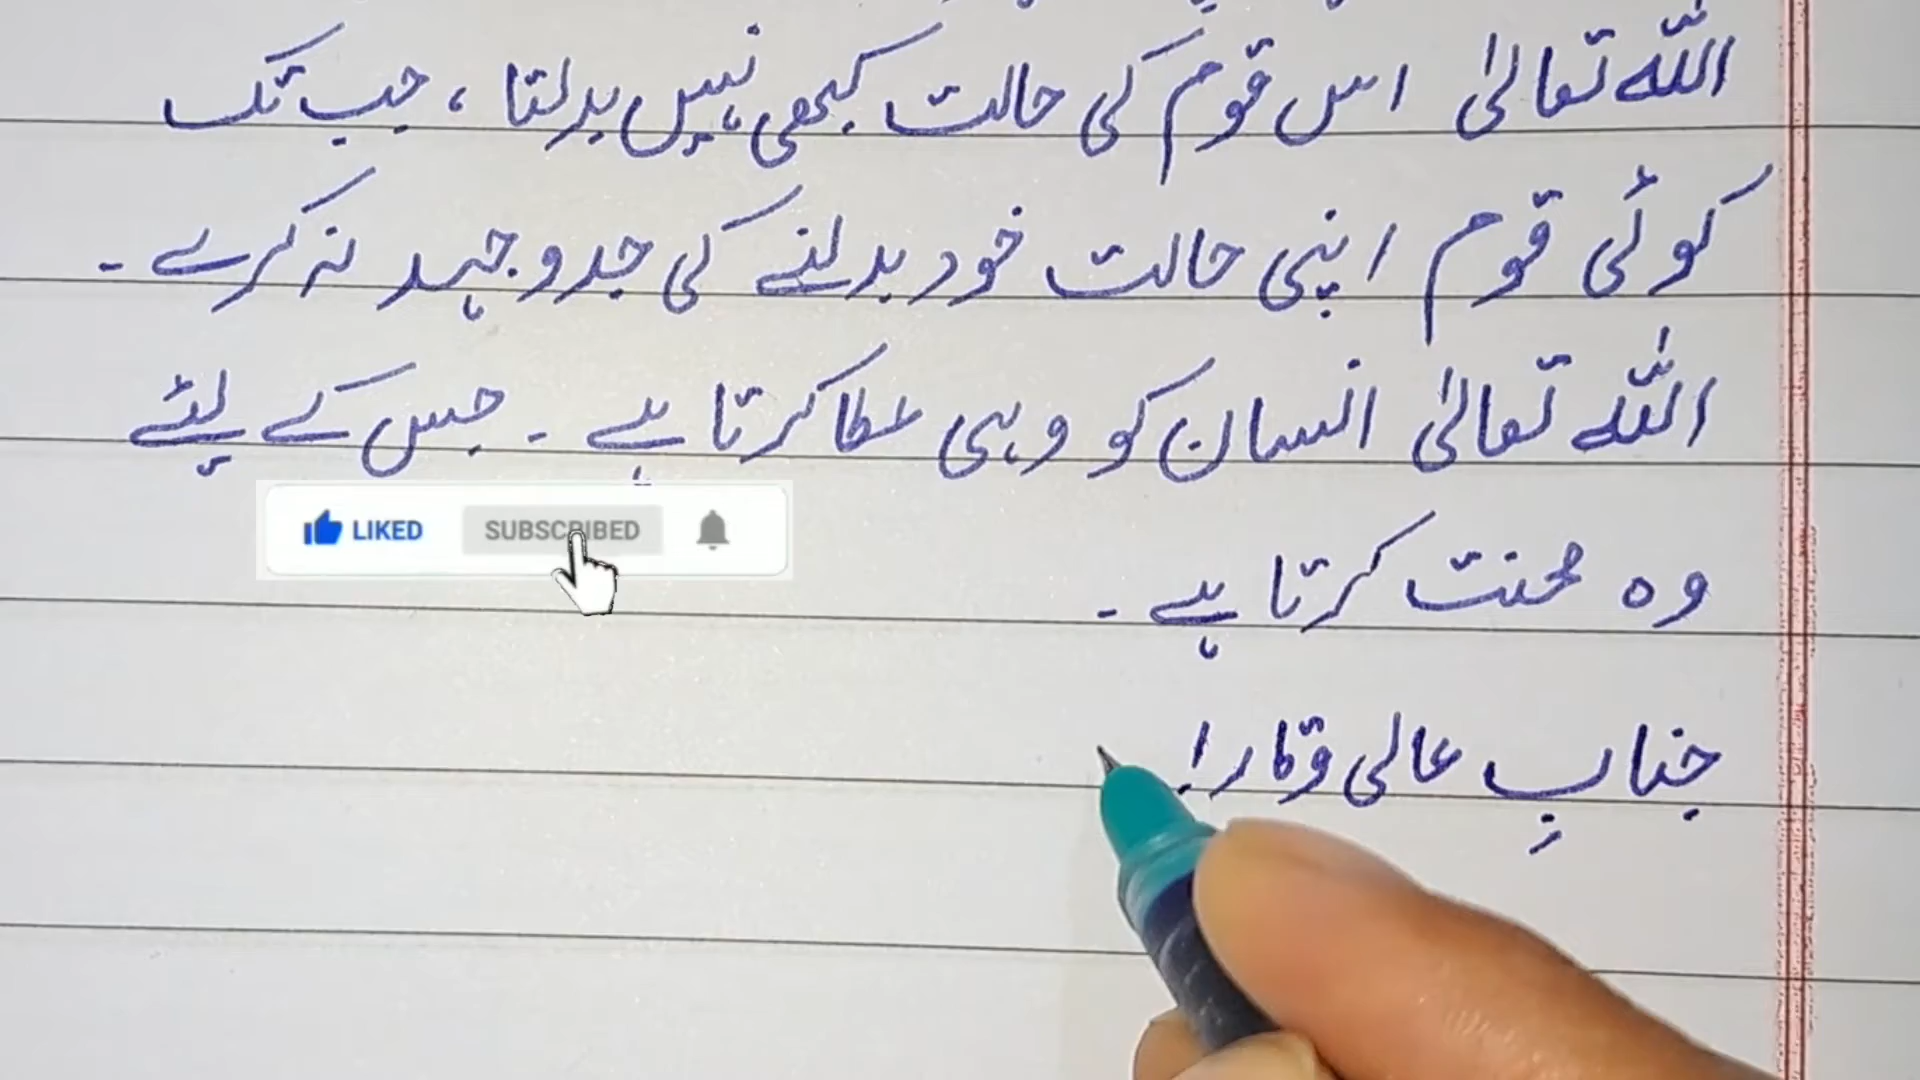 اللہ تعالیٰ اس قوم کی حالت کبھی نہیں بدلتا ، جب تک
کوئی قوم اپنی حالت خود بدلنے کی جدوجہد نہ کرے ۔
اللہ تعالیٰ انسان کو وہی عطا کرتا ہے ۔ جس کے لیٔے
LIKED SUBSCRIBED
وہ محنت کرتا ہے ۔
جنابِ عالی وقار!